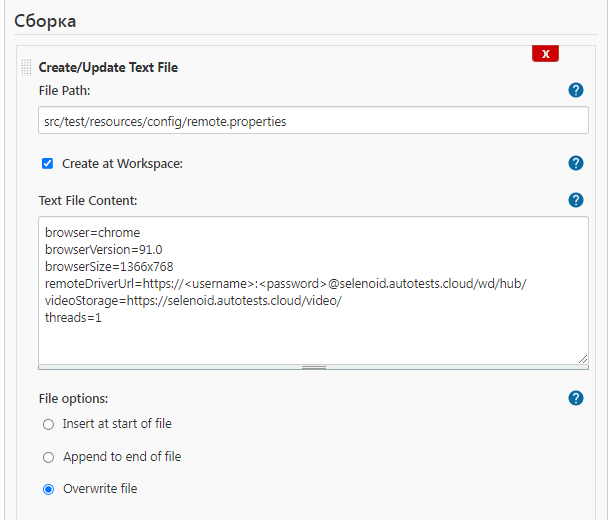 Сборка
X
Create/Update Text File
File Path:
?
src/test/resources/config/remote.properties
Create at Workspace:
?
Text File Content:
?
browser=chrome
browserVersion=91.0
browserSize=1366x768
remoteDriverUrl=https://<username>:<password>@selenoid.autotests.cloud/wd/hub/
videoStorage=https://selenoid.autotests.cloud/video/
threads=1
File options:
?
Insert at start of file
Append to end of file
Overwrite file